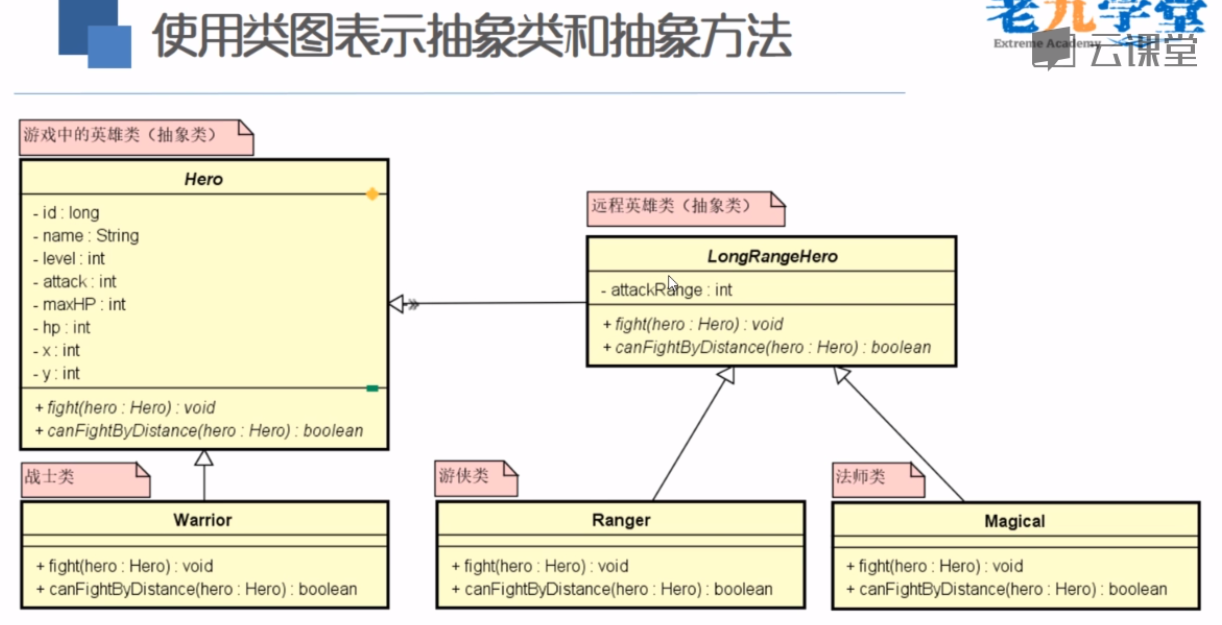 使用类图表示抽象类和抽象方法
老九学堂
Extreme Academy
云课堂
游戏中的英雄类（抽象类）
Hero
- id : long
- name : String
- level : int
- attack : int
- maxHP : int
- hp : int
- x : int
- y : int
+ fight(hero : Hero) : void
+ canFightByDistance(hero : Hero) : boolean
远程英雄类（抽象类）
LongRangeHero
- attackRange : int
+ fight(hero : Hero) : void
+ canFightByDistance(hero : Hero) : boolean
战士类
Warrior
+ fight(hero : Hero) : void
+ canFightByDistance(hero : Hero) : boolean
游侠类
Ranger
+ fight(hero : Hero) : void
+ canFightByDistance(hero : Hero) : boolean
法师类
Magical
+ fight(hero : Hero) : void
+ canFightByDistance(hero : Hero) : boolean